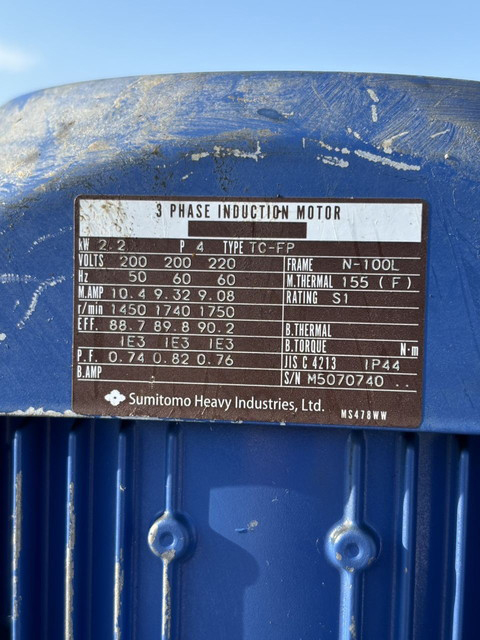 3 PHASE INDUCTION MOTOR
kW 2.2 P 4 TYPE TC-FP
VOLTS 200 200 220 FRAME N-100L
Hz 50 60 60 M.THERMAL 155 (F)
M.AMP 10.4 9.32 9.08 RATING S1
r/min 1450 1740 1750
EFF. 88.7 89.8 90.2 B.THERMAL
IE3 IE3 IE3 B.TORQUE N·m
P.F. 0.74 0.82 0.76 JIS C 4213 IP44
B.AMP S/N M5070740 ..
Sumitomo Heavy Industries, Ltd.
MS478WW